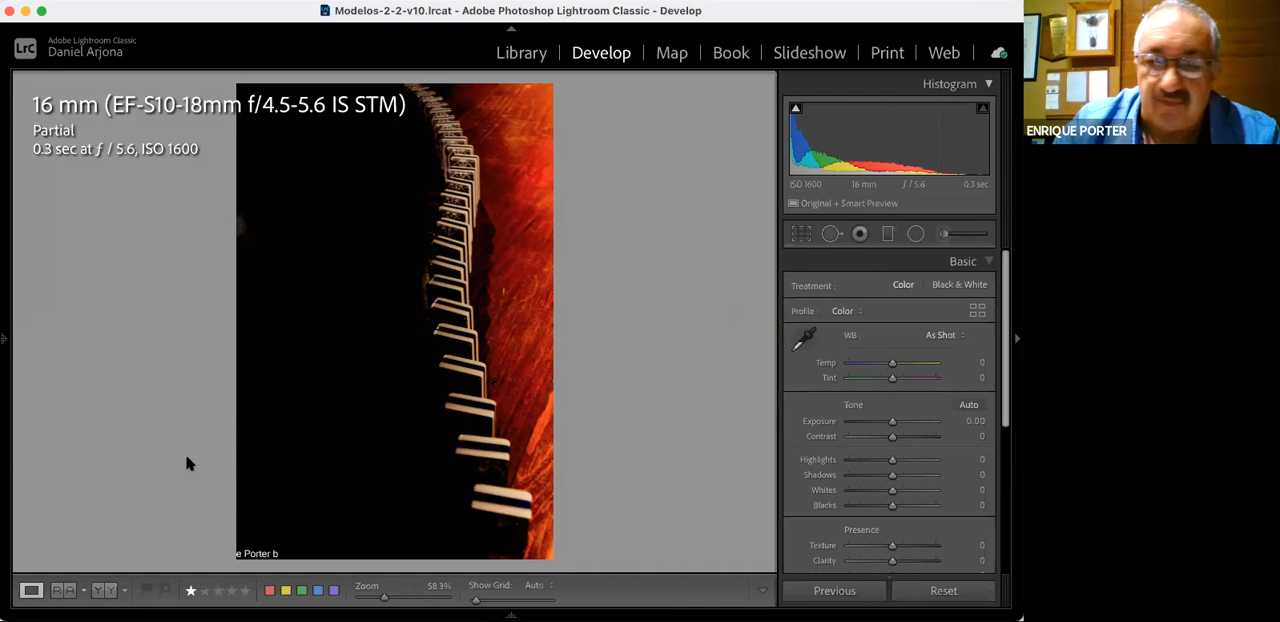 Modelos-2-2-v10.lrcat - Adobe Photoshop Lightroom Classic - Develop
LrC
Adobe Lightroom Classic
Daniel Arjona
Library
Develop
Map
Book
Slideshow
Print
Web
16 mm (EF-S10-18mm f/4.5-5.6 IS STM)
Partial
0.3 sec at ƒ / 5.6, ISO 1600
Histogram
ISO 1600 16 mm ƒ / 5.6 0.3 sec
Original + Smart Preview
Basic
Treatment : Color Black & White
Profile : Color
WB : As Shot
Temp 0
Tint 0
Tone Auto
Exposure 0.00
Contrast 0
Highlights 0
Shadows 0
Whites 0
Blacks 0
Presence
Texture 0
Clarity 0
Previous Reset
e Porter b
Zoom 58.3% Show Grid: Auto
ENRIQUE PORTER